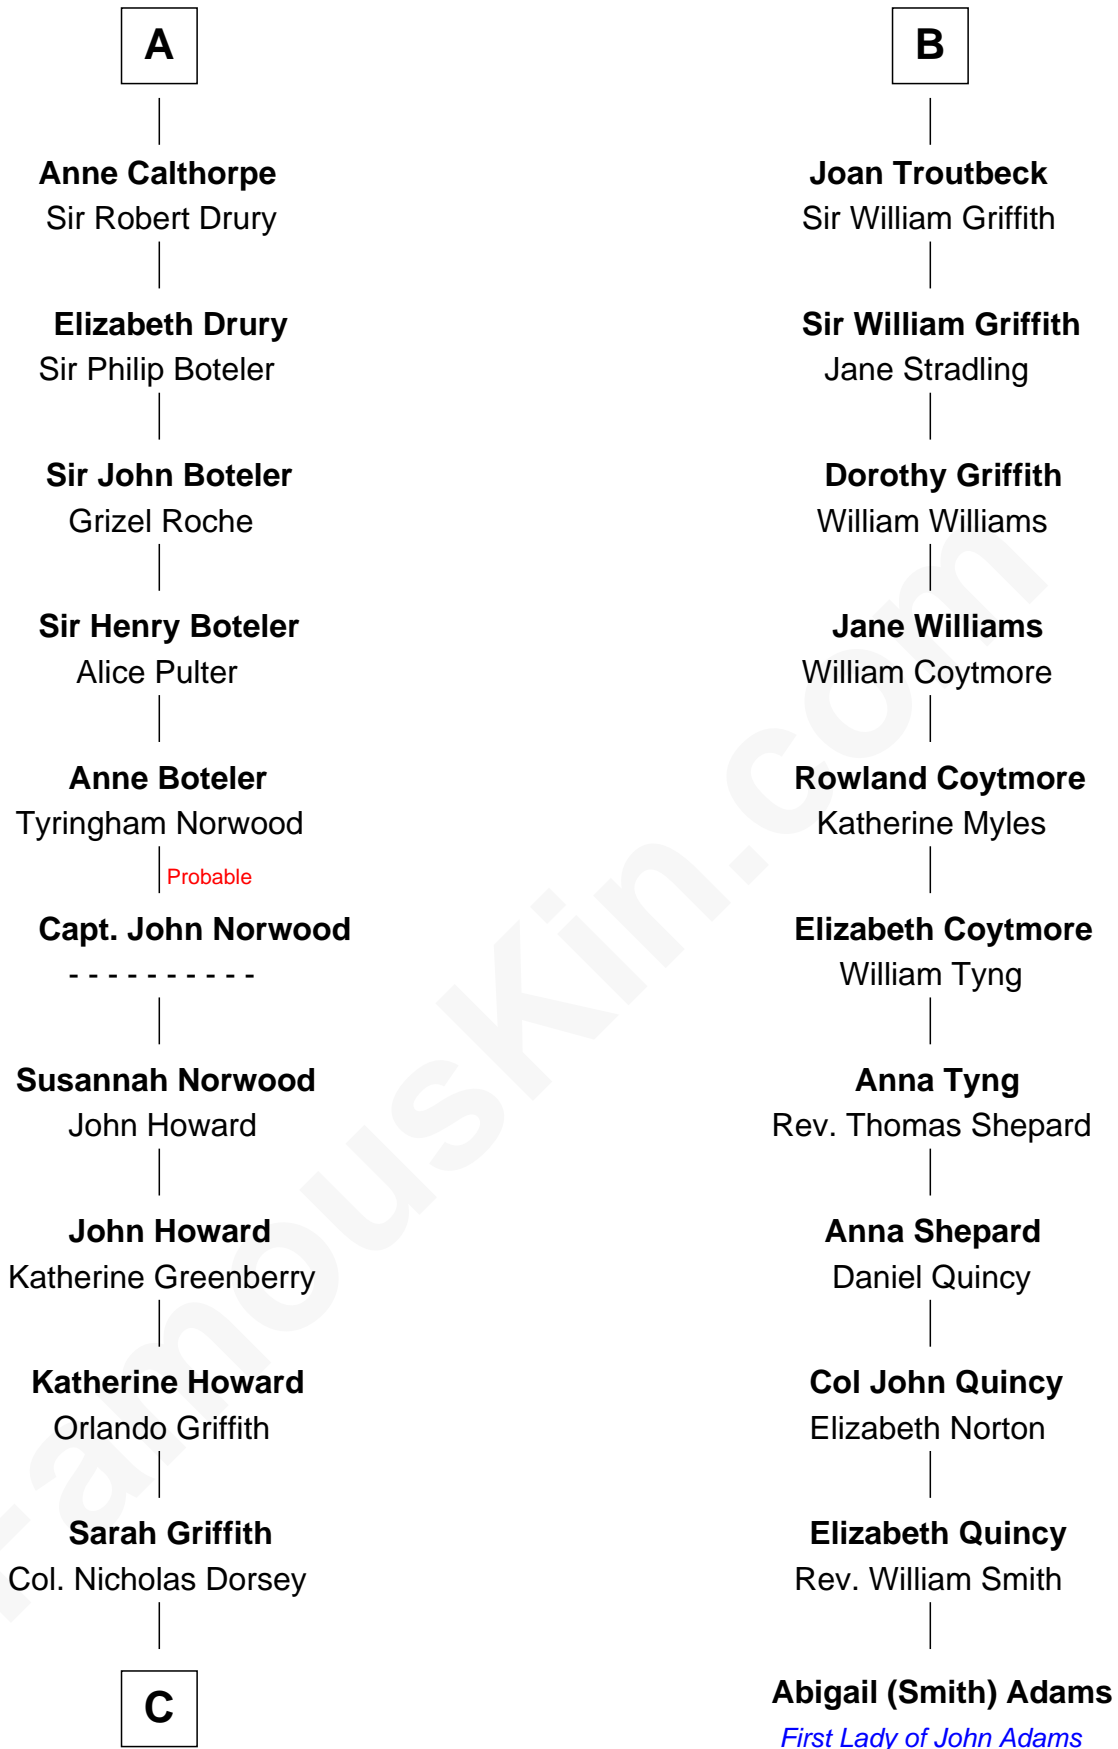 A
Anne Calthorpe
Sir Robert Drury
Elizabeth Drury
Sir Philip Boteler
Sir John Boteler
Grizel Roche
Sir Henry Boteler
Alice Pulter
Anne Boteler
Tyringham Norwood
Probable
Capt. John Norwood
- - - - - - - - - -
Susannah Norwood
John Howard
John Howard
Katherine Greenberry
Katherine Howard
Orlando Griffith
Sarah Griffith
Col. Nicholas Dorsey
C
B
Joan Troutbeck
Sir William Griffith
Sir William Griffith
Jane Stradling
Dorothy Griffith
William Williams
Jane Williams
William Coytmore
Rowland Coytmore
Katherine Myles
Elizabeth Coytmore
William Tyng
Anna Tyng
Rev. Thomas Shepard
Anna Shepard
Daniel Quincy
Col John Quincy
Elizabeth Norton
Elizabeth Quincy
Rev. William Smith
Abigail (Smith) Adams
First Lady of John Adams
FamousKin.com